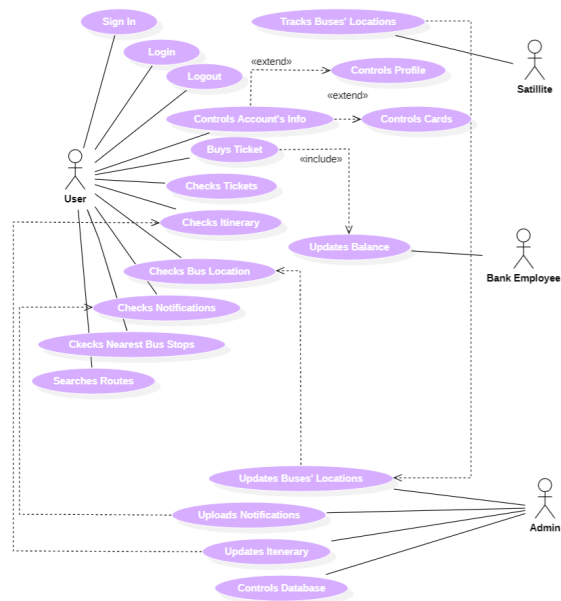 Sign In
Tracks Buses' Locations
Login
«extend»
Logout
Controls Profile
Satillite
«extend»
Controls Account's Info
Controls Cards
Buys Ticket
«include»
Checks Tickets
User
Checks Itinerary
Updates Balance
Checks Bus Location
Bank Employee
Checks Notifications
Ckecks Nearest Bus Stops
Searches Routes
Updates Buses' Locations
Uploads Notifications
Admin
Updates Itenerary
Controls Database